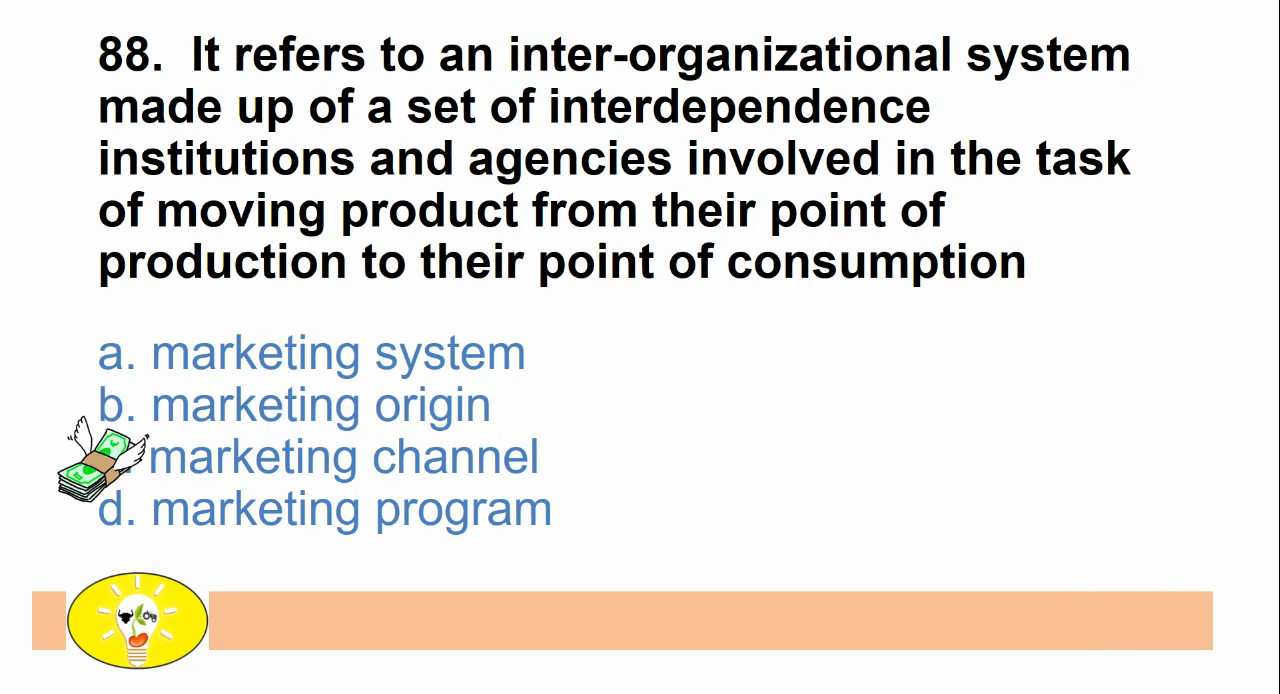 88. It refers to an inter-organizational system
made up of a set of interdependence
institutions and agencies involved in the task
of moving product from their point of
production to their point of consumption
a. marketing system
b. marketing origin
. marketing channel
d. marketing program